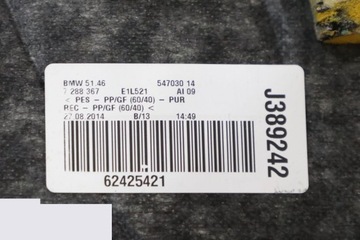 BMW 51.46 547030 14
7 288 367 E1L521 AI 09
< PES - PP/GF (60/40) - PUR
REC - PP/GF (60/40) <
27.08.2014 B/13 14:49
62425421
J389242